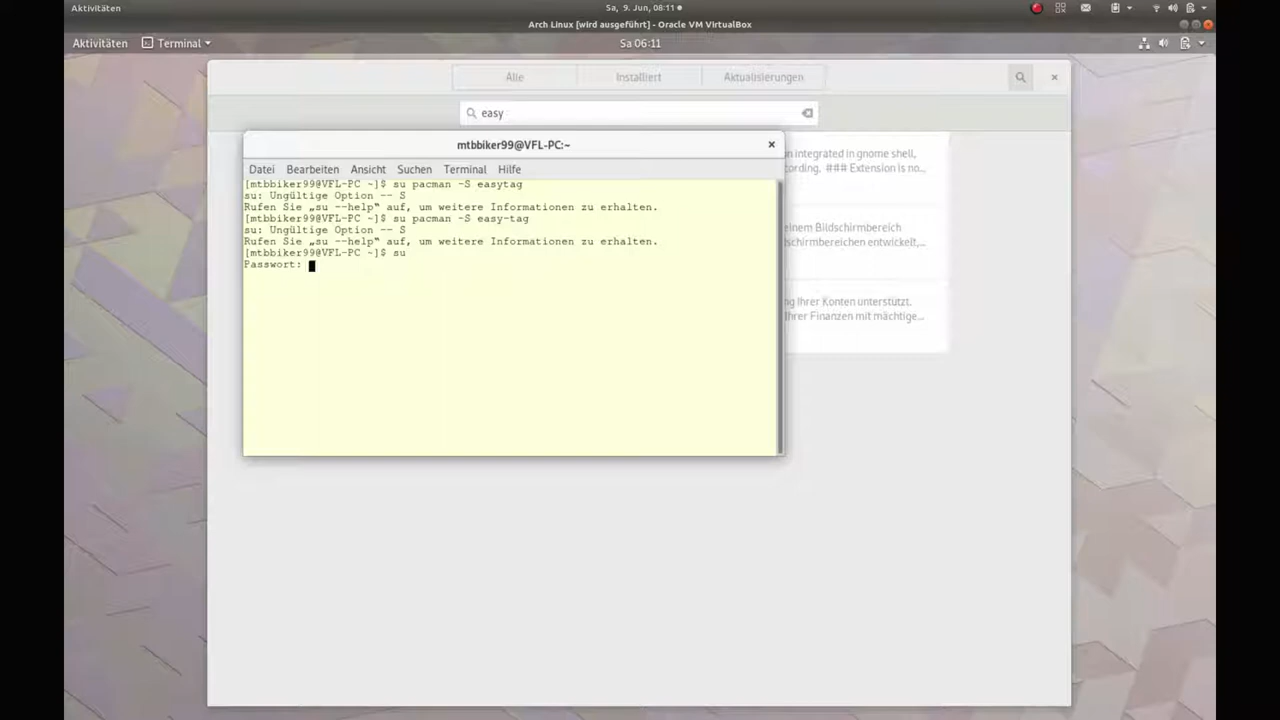 Aktivitäten
Sa, 9. Jun, 08:11
Arch Linux [wird ausgeführt] - Oracle VM VirtualBox
Aktivitäten
Terminal
Sa 06:11
Alle
Installiert
Aktualisierungen
easy
mtbbiker99@VFL-PC:~
Datei Bearbeiten Ansicht Suchen Terminal Hilfe
[mtbbiker99@VFL-PC ~]$ su pacman -S easytag
su: Ungültige Option -- S
Rufen Sie „su --help“ auf, um weitere Informationen zu erhalten.
[mtbbiker99@VFL-PC ~]$ su pacman -S easy-tag
su: Ungültige Option -- S
Rufen Sie „su --help“ auf, um weitere Informationen zu erhalten.
[mtbbiker99@VFL-PC ~]$ su
Passwort:
integrated in gnome shell,
cording. ### Extension is no...
einem Bildschirmbereich
dschirmbereichen entwickelt,...
ng Ihrer Konten unterstützt.
Ihrer Finanzen mit mächtige...